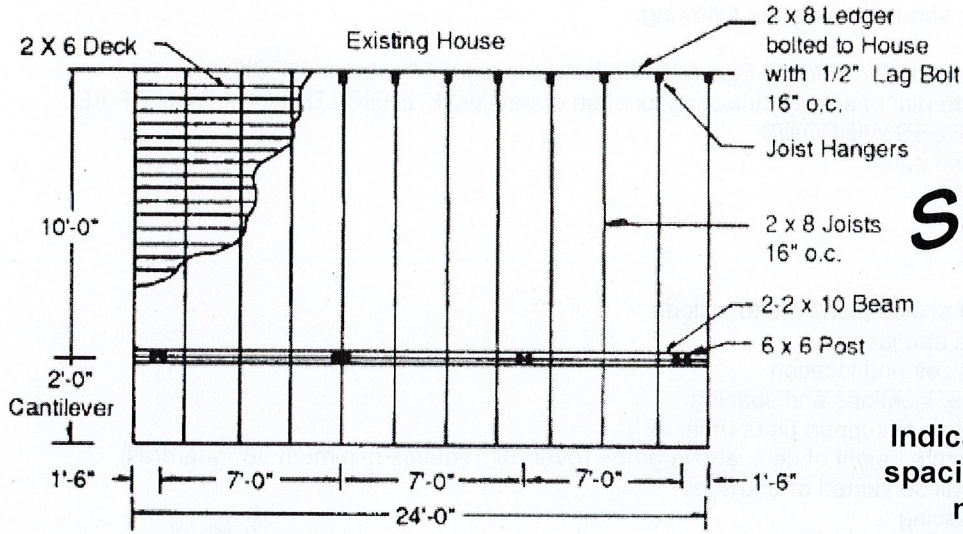 2 X 6 Deck
Existing House
2 x 8 Ledger
bolted to House
with 1/2" Lag Bolt
16" o.c.
Joist Hangers
10'-0"
2 x 8 Joists
16" o.c.
2-2 x 10 Beam
6 x 6 Post
2'-0"
Cantilever
1'-6"
7'-0"
7'-0"
7'-0"
1'-6"
24'-0"
S
Indica
spaci